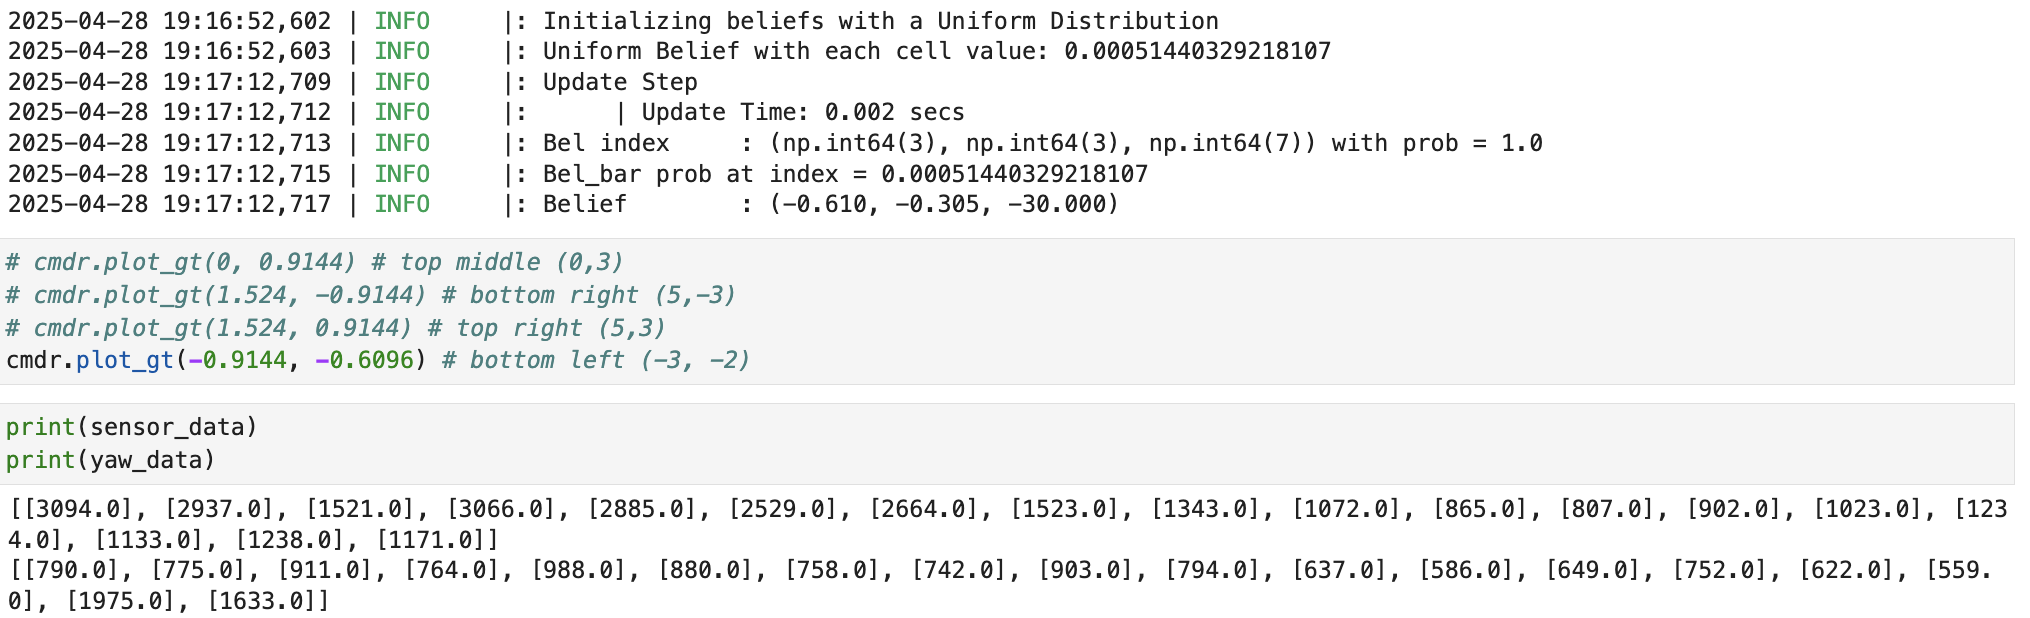 2025-04-28 19:16:52,602 | INFO     |: Initializing beliefs with a Uniform Distribution
2025-04-28 19:16:52,603 | INFO     |: Uniform Belief with each cell value: 0.00051440329218107
2025-04-28 19:17:12,709 | INFO     |: Update Step
2025-04-28 19:17:12,712 | INFO     |:      | Update Time: 0.002 secs
2025-04-28 19:17:12,713 | INFO     |: Bel index     : (np.int64(3), np.int64(3), np.int64(7)) with prob = 1.0
2025-04-28 19:17:12,715 | INFO     |: Bel_bar prob at index = 0.00051440329218107
2025-04-28 19:17:12,717 | INFO     |: Belief        : (-0.610, -0.305, -30.000)
# cmdr.plot_gt(0, 0.9144) # top middle (0,3)
# cmdr.plot_gt(1.524, -0.9144) # bottom right (5,-3)
# cmdr.plot_gt(1.524, 0.9144) # top right (5,3)
cmdr.plot_gt(-0.9144, -0.6096) # bottom left (-3, -2)
print(sensor_data)
print(yaw_data)
[[3094.0], [2937.0], [1521.0], [3066.0], [2885.0], [2529.0], [2664.0], [1523.0], [1343.0], [1072.0], [865.0], [807.0], [902.0], [1023.0], [123
4.0], [1133.0], [1238.0], [1171.0]]
[[790.0], [775.0], [911.0], [764.0], [988.0], [880.0], [758.0], [742.0], [903.0], [794.0], [637.0], [586.0], [649.0], [752.0], [622.0], [559.
0], [1975.0], [1633.0]]